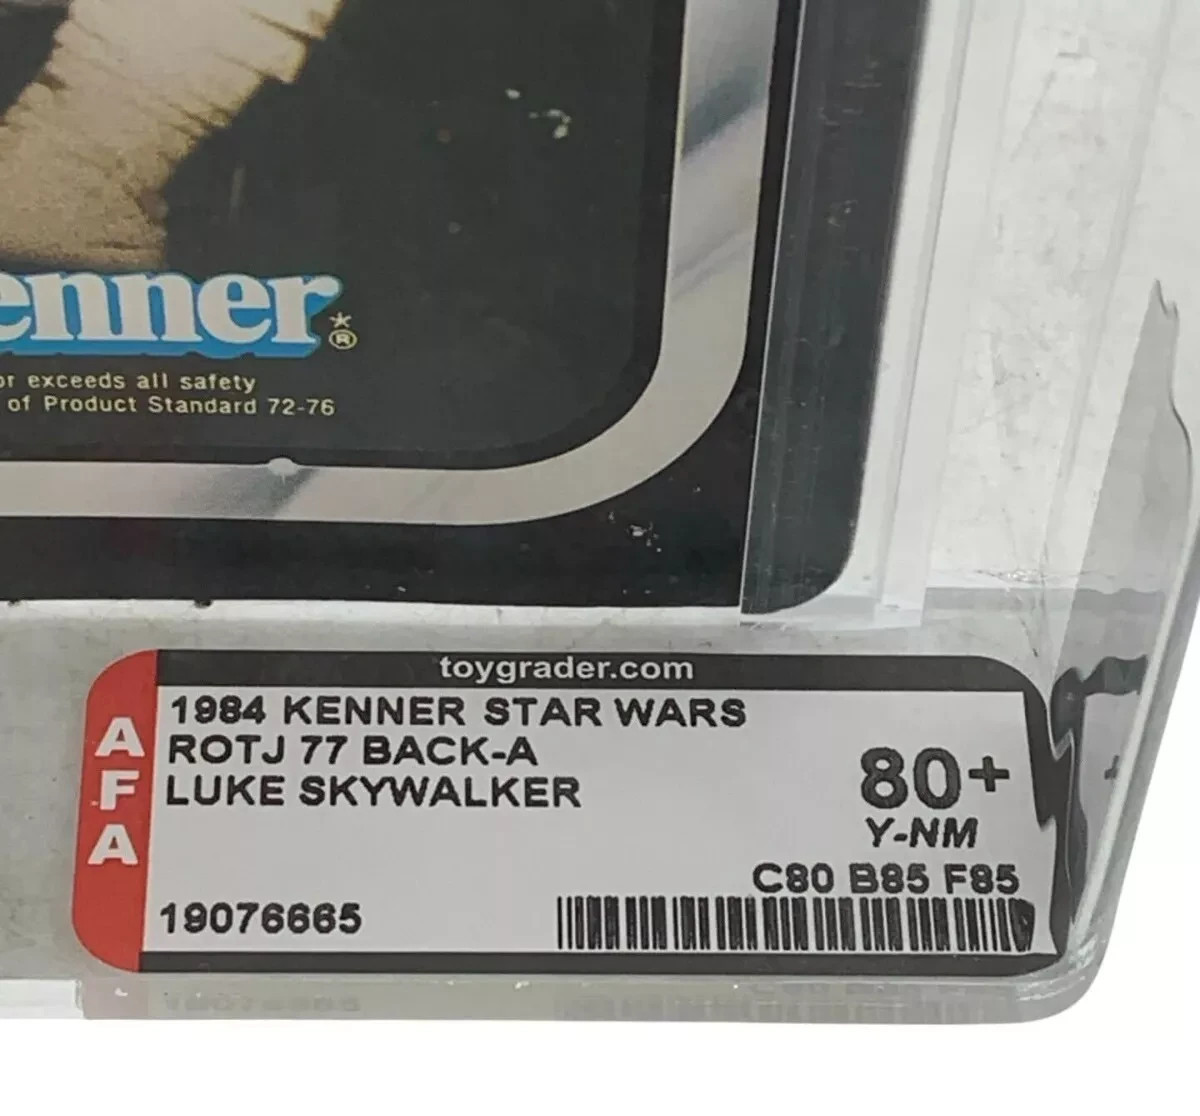 enner
®
or exceeds all safety
of Product Standard 72-76
toygrader.com
AFA
1984 KENNER STAR WARS
ROTJ 77 BACK-A
LUKE SKYWALKER
80+
Y-NM
C80 B85 F85
19076665